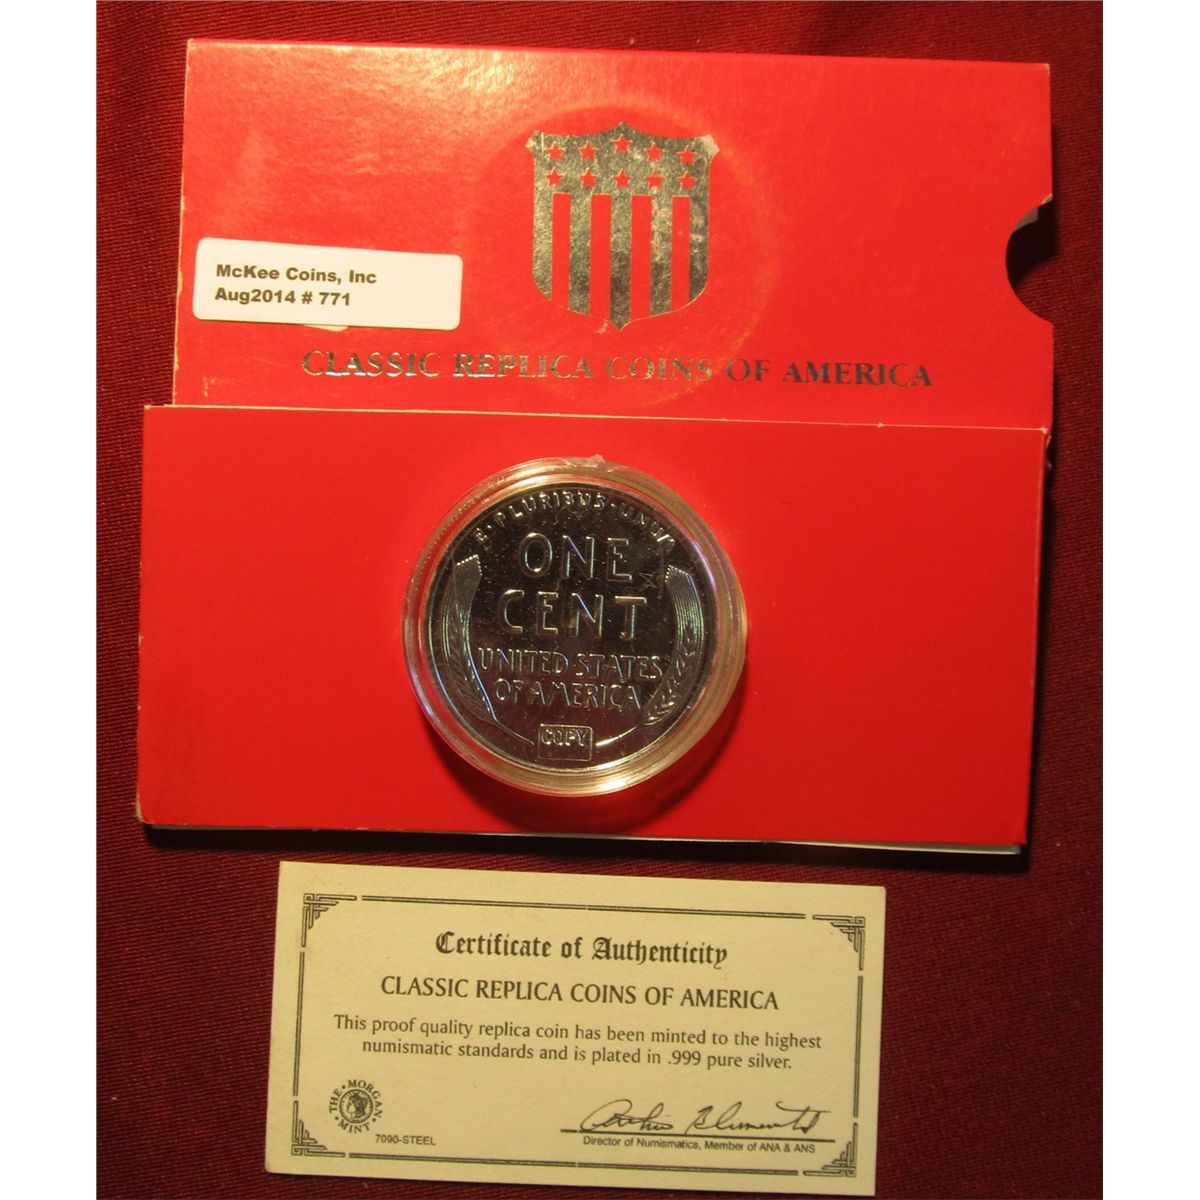 McKee Coins, Inc
Aug2014 # 771
CLASSIC REPLICA COINS OF AMERICA
E·PLURIBUS·UNUM
ONE
CENT
UNITED STATES
OF AMERICA
COPY
Certificate of Authenticity
CLASSIC REPLICA COINS OF AMERICA
This proof quality replica coin has been minted to the highest
numismatic standards and is plated in .999 pure silver.
THE·MORGAN·MINT·
7090-STEEL
Director of Numismatics, Member of ANA & ANS